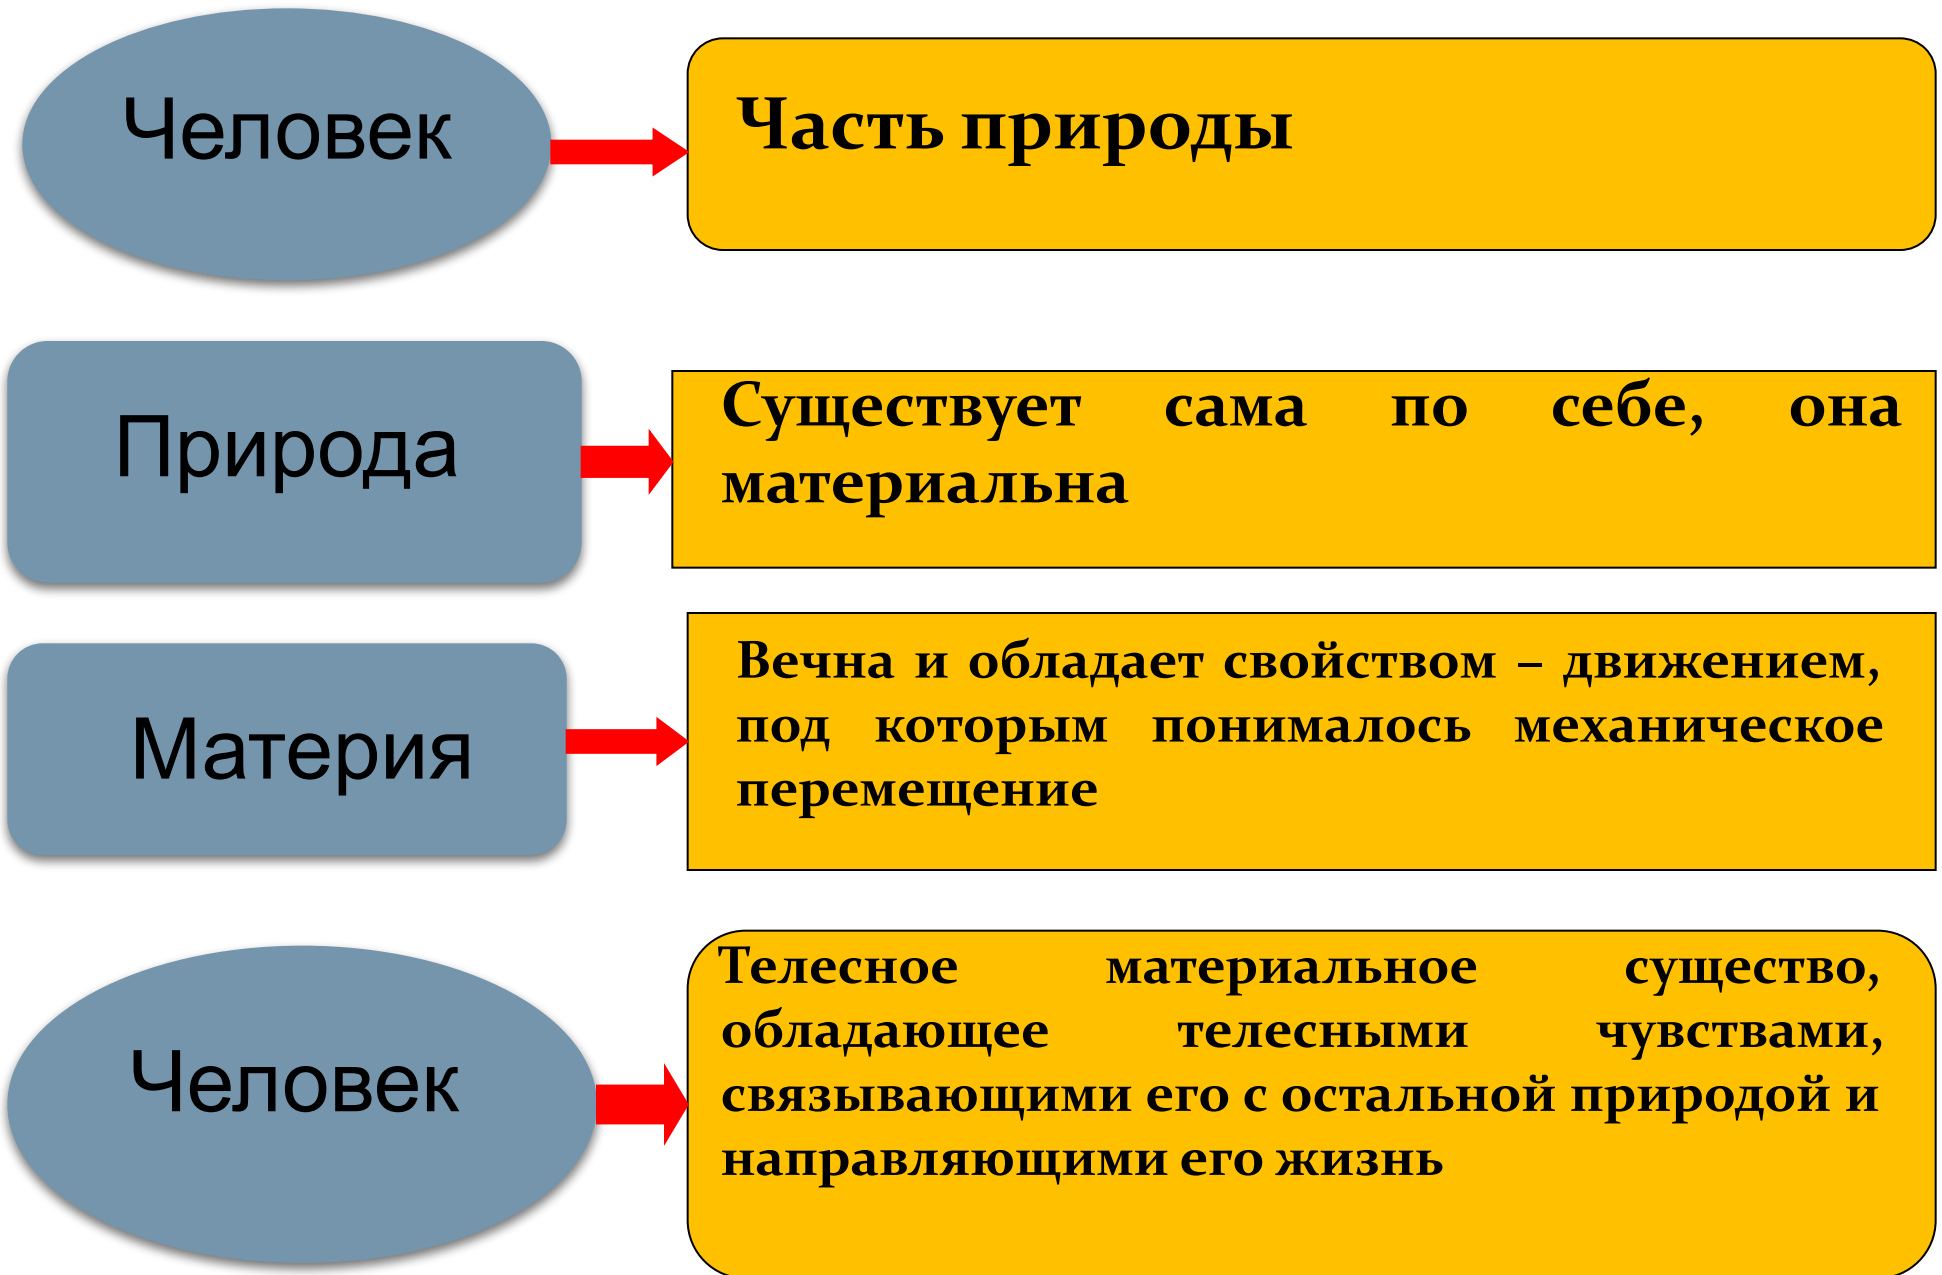 Человек
Часть природы
Природа
Существует сама по себе, она
материальна
Материя
Вечна и обладает свойством – движением,
под которым понималось механическое
перемещение
Человек
Телесное материальное существо,
обладающее телесными чувствами,
связывающими его с остальной природой и
направляющими его жизнь